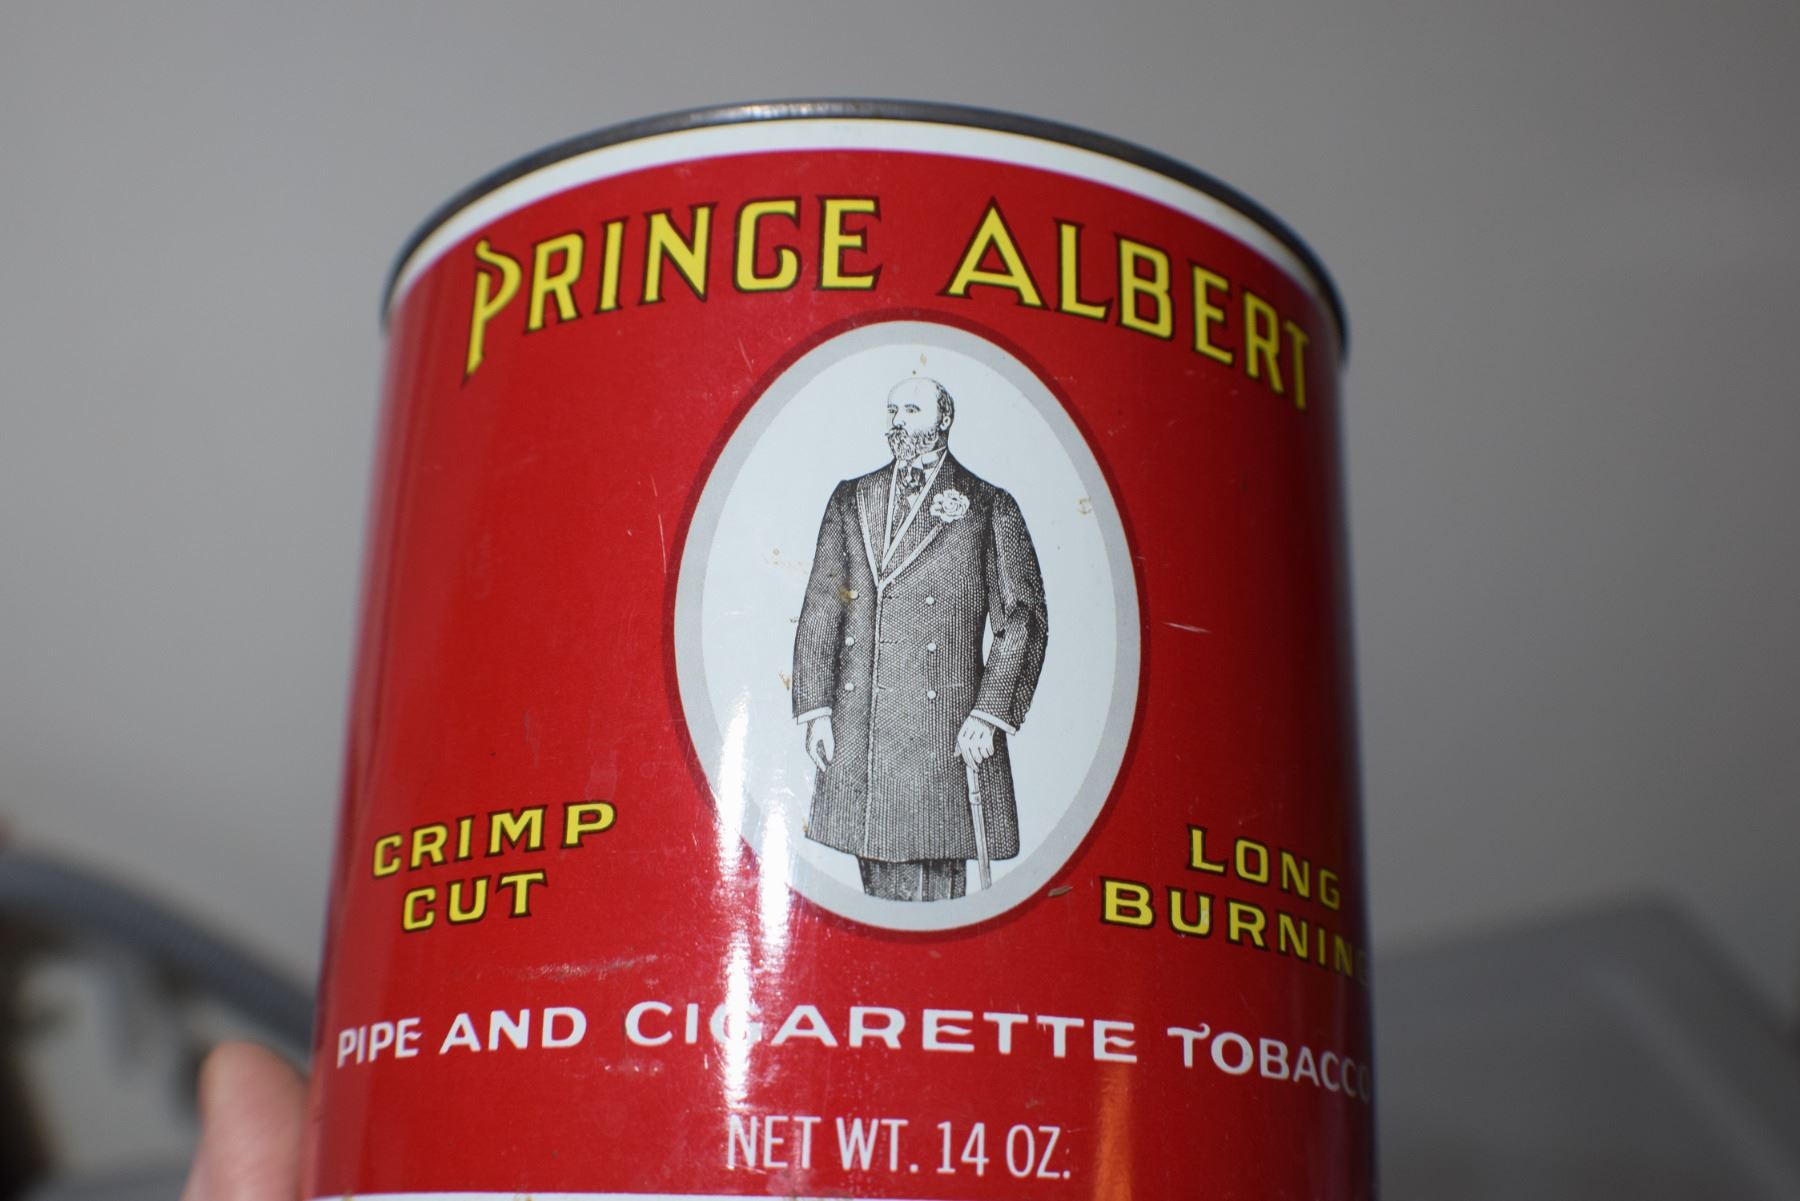 PRINCE ALBERT
CRIMP
CUT
LONG
BURNING
PIPE AND CIGARETTE TOBACCO
NET WT. 14 OZ.